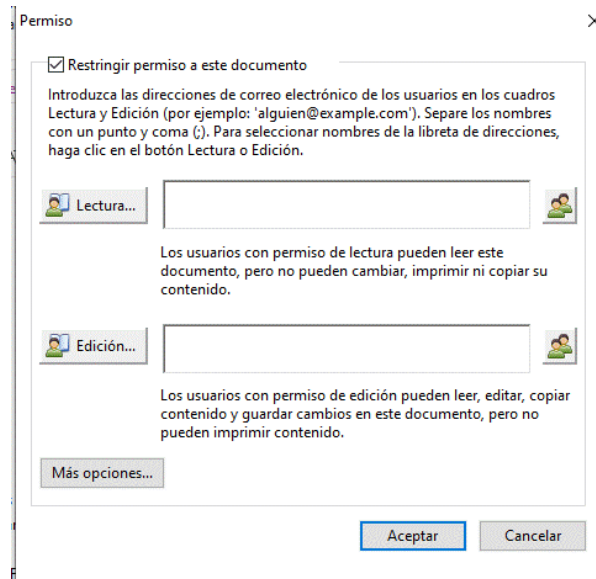 Permiso
Restringir permiso a este documento
Introduzca las direcciones de correo electrónico de los usuarios en los cuadros
Lectura y Edición (por ejemplo: 'alguien@example.com'). Separe los nombres
con un punto y coma (;). Para seleccionar nombres de la libreta de direcciones,
haga clic en el botón Lectura o Edición.
Lectura...
Los usuarios con permiso de lectura pueden leer este
documento, pero no pueden cambiar, imprimir ni copiar su
contenido.
Edición...
Los usuarios con permiso de edición pueden leer, editar, copiar
contenido y guardar cambios en este documento, pero no
pueden imprimir contenido.
Más opciones...
Aceptar
Cancelar